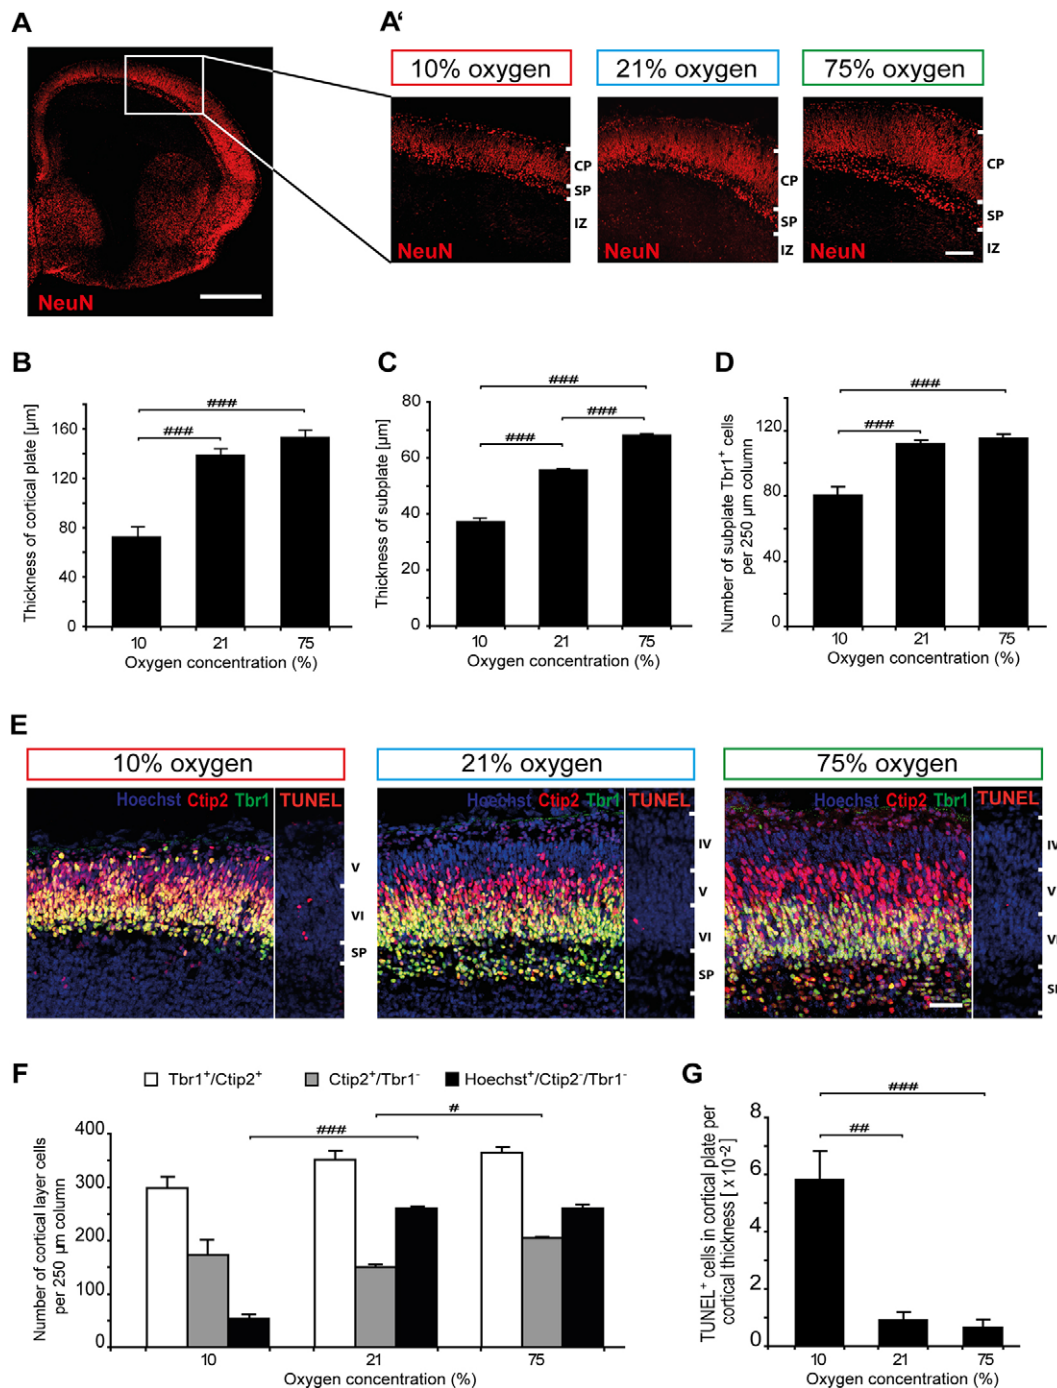 A
NeuN
A'
10% oxygen
21% oxygen
75% oxygen
CP
SP
IZ
NeuN
CP
SP
IZ
NeuN
CP
SP
IZ
NeuN
B
Thickness of cortical plate [µm]
160
120
80
40
0
###
###
10 21 75
Oxygen concentration (%)
C
Thickness of subplate [µm]
80
60
40
20
0
###
###
###
10 21 75
Oxygen concentration (%)
D
Number of subplate Tbr1⁺ cells
per 250 µm column
120
80
40
0
###
###
10 21 75
Oxygen concentration (%)
E
10% oxygen
21% oxygen
75% oxygen
Hoechst Ctip2 Tbr1 TUNEL
V
VI
SP
Hoechst Ctip2 Tbr1 TUNEL
IV
V
VI
SP
Hoechst Ctip2 Tbr1 TUNEL
IV
V
F
Tbr1⁺/Ctip2⁺ Ctip2⁺/Tbr1⁻ Hoechst⁺/Ctip2⁻/Tbr1⁻
Number of cortical layer cells
per 250 µm column
400
300
200
100
0
###
#
10 21 75
Oxygen concentration (%)
G
TUNEL⁺ cells in cortical plate per
cortical thickness [ x 10⁻²]
8
6
4
2
0
###
##
10 21 75
Oxygen concentration (%)